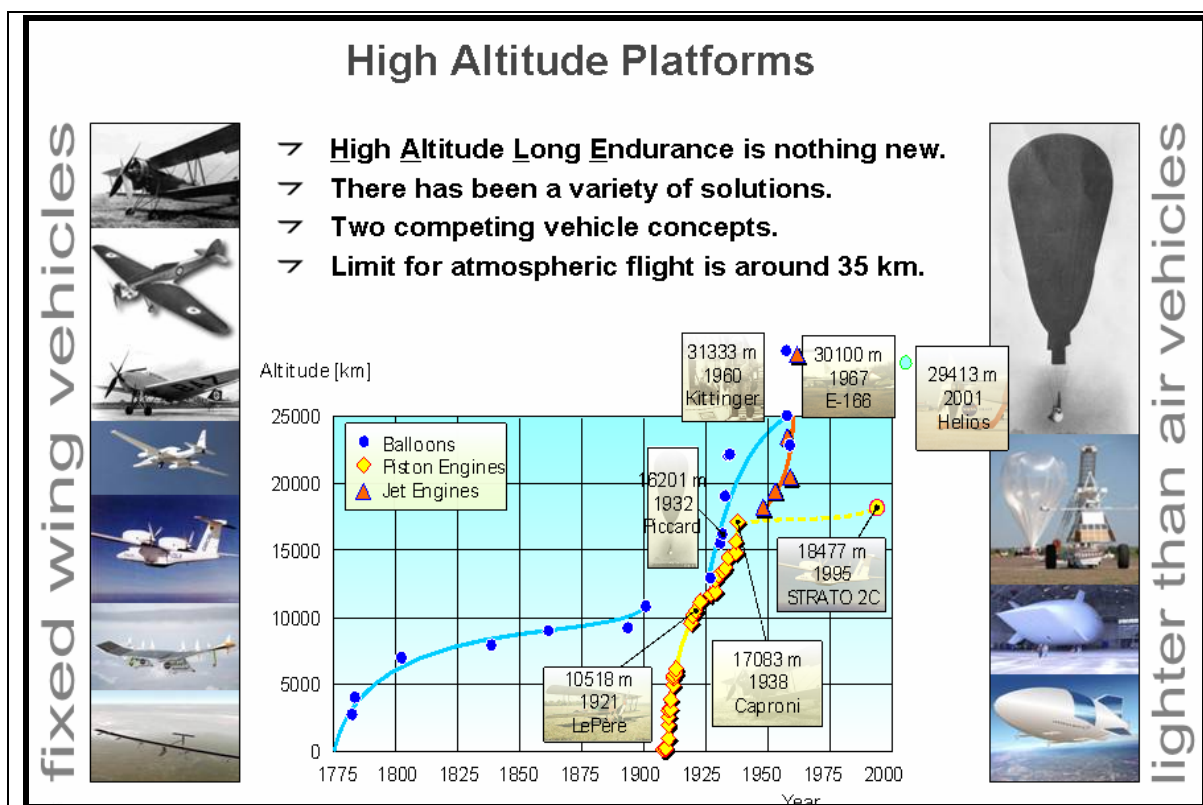 High Altitude Platforms
fixed wing vehicles
High Altitude Long Endurance is nothing new.
There has been a variety of solutions.
Two competing vehicle concepts.
Limit for atmospheric flight is around 35 km.
lighter than air vehicles
Altitude [km]
31333 m
1960
Kittinger
30100 m
1967
E-166
29413 m
2001
Helios
25000
20000
15000
10000
5000
0
Balloons
Piston Engines
Jet Engines
16201 m
1932
Piccard
18477 m
1995
STRATO 2C
10518 m
1921
LePère
17083 m
1938
Caproni
1775 1800 1825 1850 1875 1900 1925 1950 1975 2000
Year